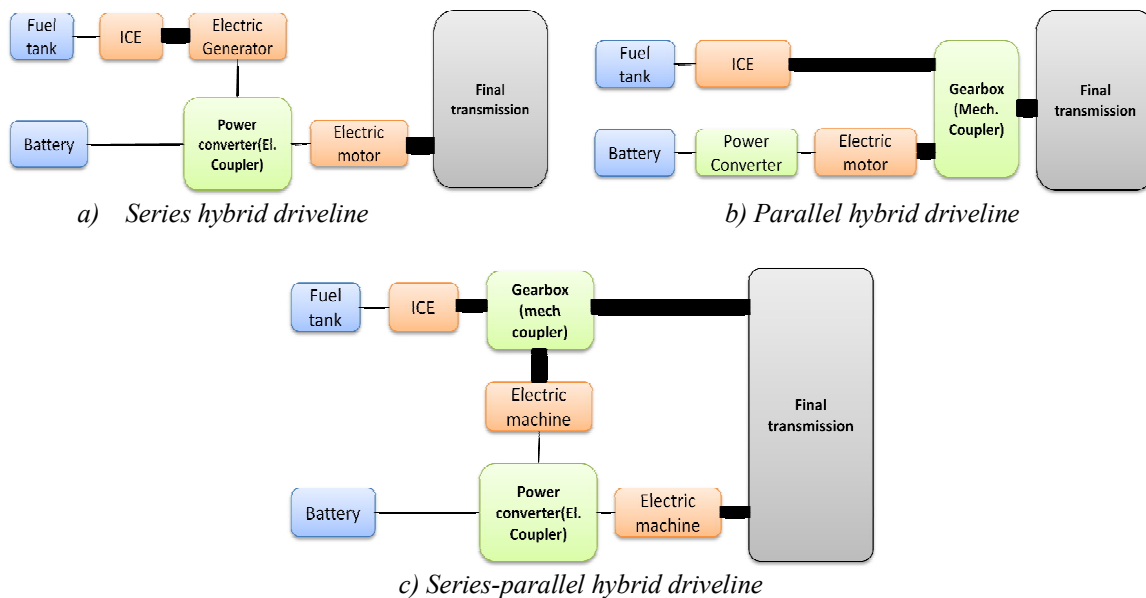 Fuel
tank
ICE
Electric
Generator
Final
transmission
Battery
Power
converter(El.
Coupler)
Electric
motor
a) Series hybrid driveline
Fuel
tank
ICE
Gearbox
(Mech.
Coupler)
Final
transmission
Battery
Power
Converter
Electric
motor
b) Parallel hybrid driveline
Fuel
tank
ICE
Gearbox
(mech
coupler)
Electric
machine
Final
transmission
Battery
Power
converter(El.
Coupler)
Electric
machine
c) Series-parallel hybrid driveline